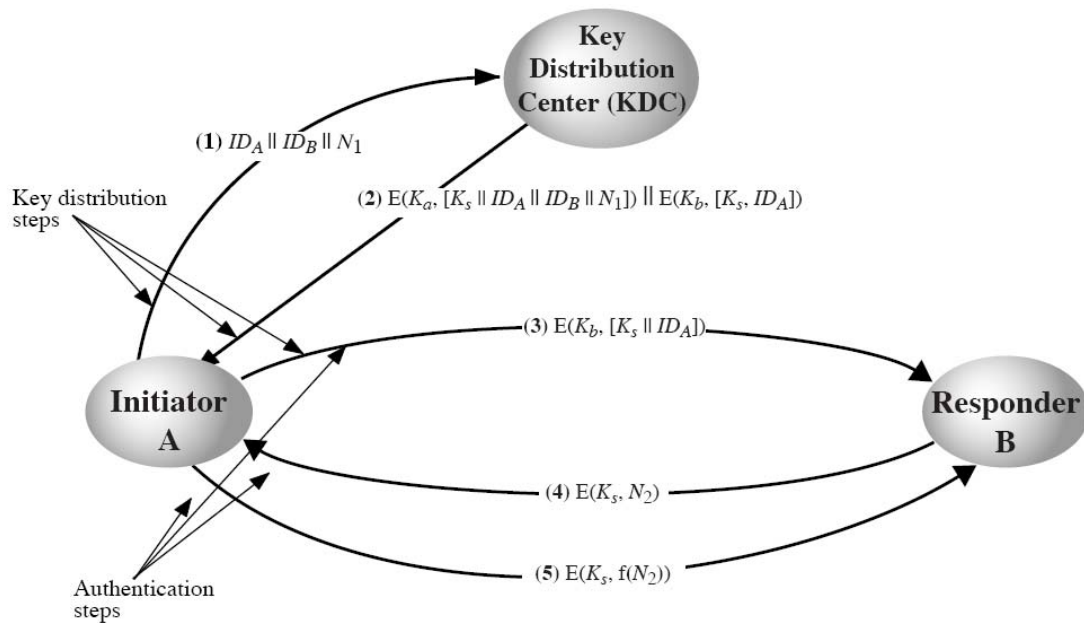 Key
Distribution
Center (KDC)
(1) ID_A || ID_B || N_1
Key distribution
steps
(2) E(K_a, [K_s || ID_A || ID_B || N_1]) || E(K_b, [K_s, ID_A])
(3) E(K_b, [K_s || ID_A])
Initiator
A
Responder
B
(4) E(K_s, N_2)
(5) E(K_s, f(N_2))
Authentication
steps